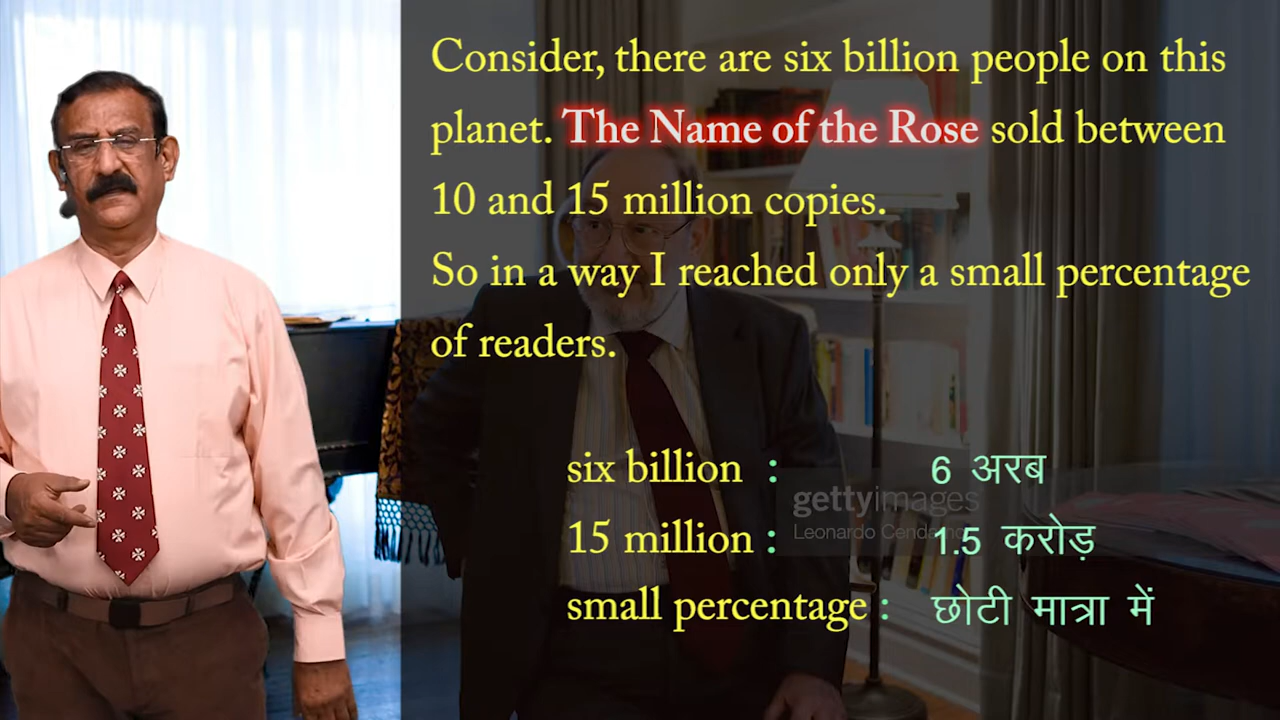 Consider, there are six billion people on this
planet. The Name of the Rose sold between
10 and 15 million copies.
So in a way I reached only a small percentage
of readers.
six billion : 6 अरब
gettyimages
Leonardo
15 million : 1.5 करोड़
small percentage : छोटी मात्रा में